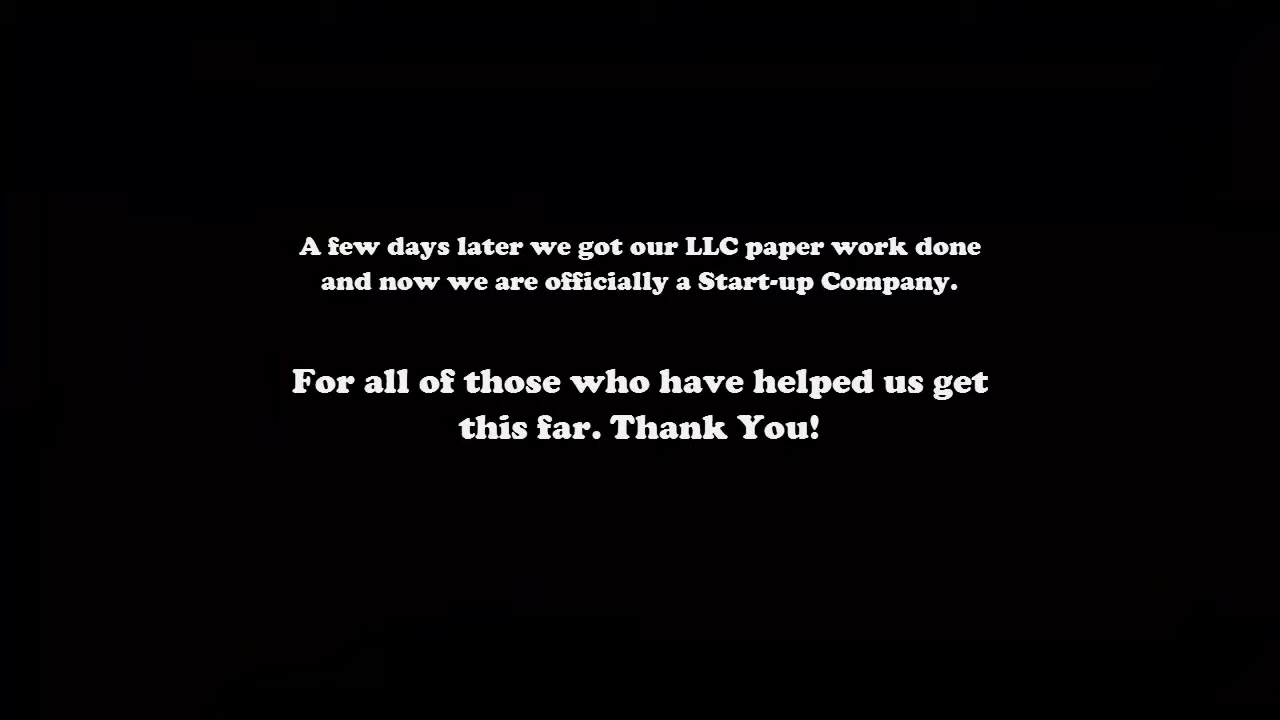 A few days later we got our LLC paper work done
and now we are officially a Start-up Company.
For all of those who have helped us get
this far. Thank You!